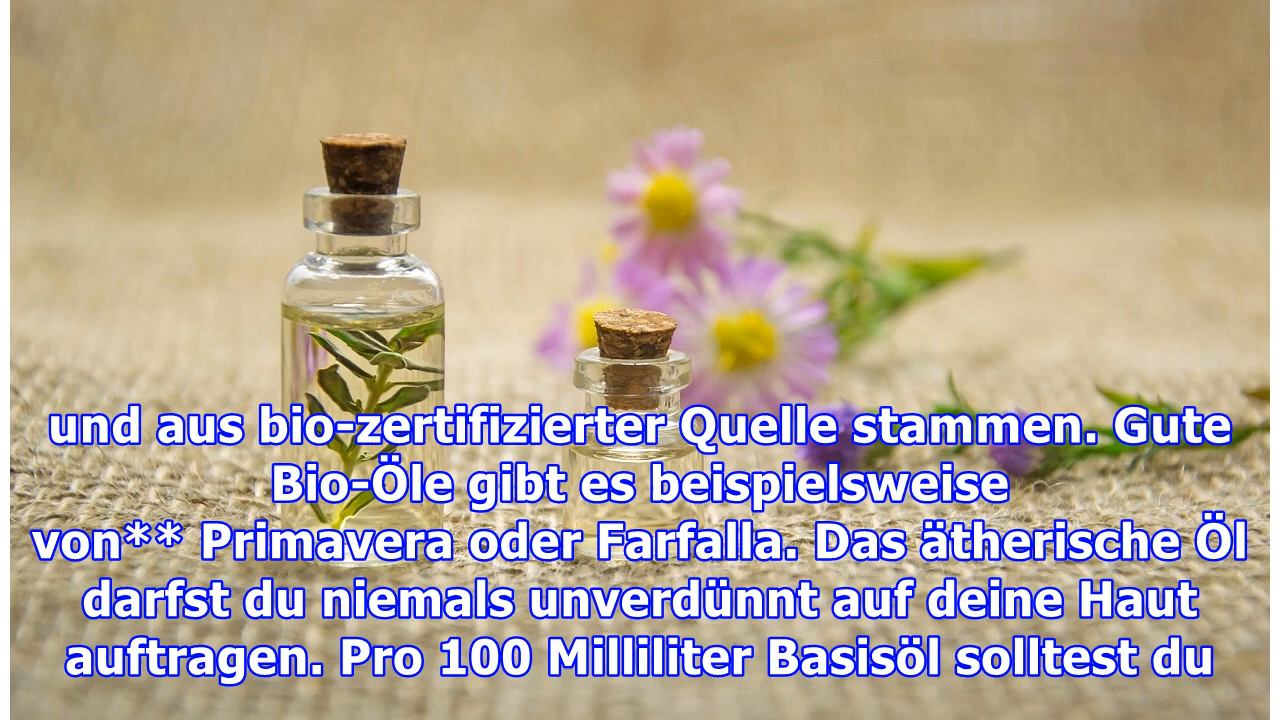 und aus bio-zertifizierter Quelle stammen. Gute
Bio-Öle gibt es beispielsweise
von** Primavera oder Farfalla. Das ätherische Öl
darfst du niemals unverdünnt auf deine Haut
auftragen. Pro 100 Milliliter Basisöl solltest du